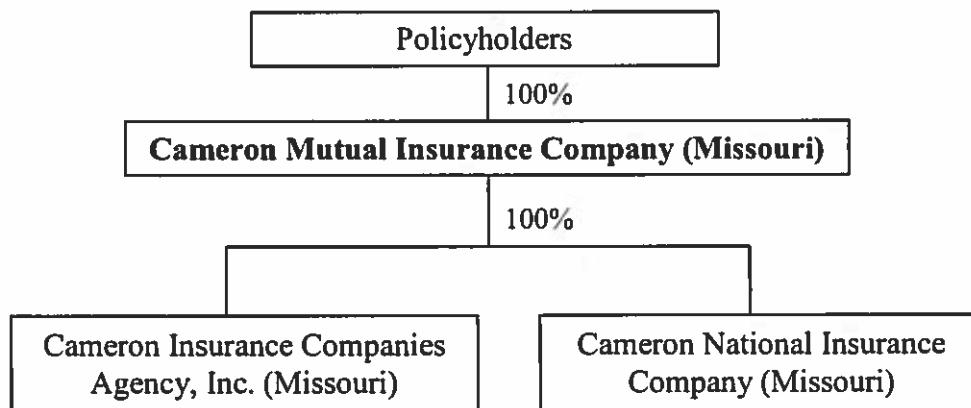 Policyholders
100%
Cameron Mutual Insurance Company (Missouri)
100%
Cameron Insurance Companies
Agency, Inc. (Missouri)
Cameron National Insurance
Company (Missouri)